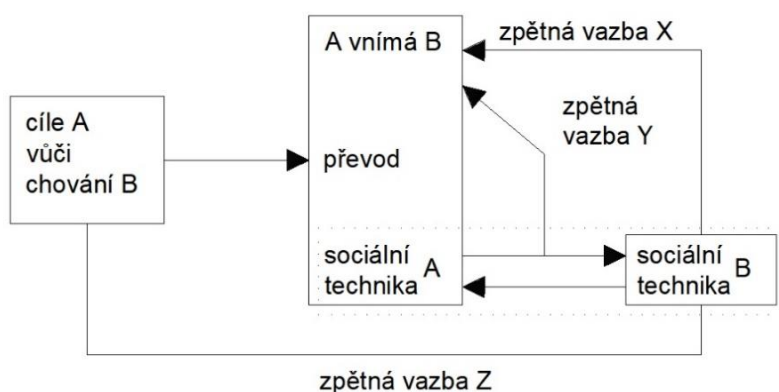 A vnímá B
zpětná vazba X
cíle A
vůči
chování B
zpětná
vazba Y
převod
sociální
technika A
sociální
technika B
zpětná vazba Z